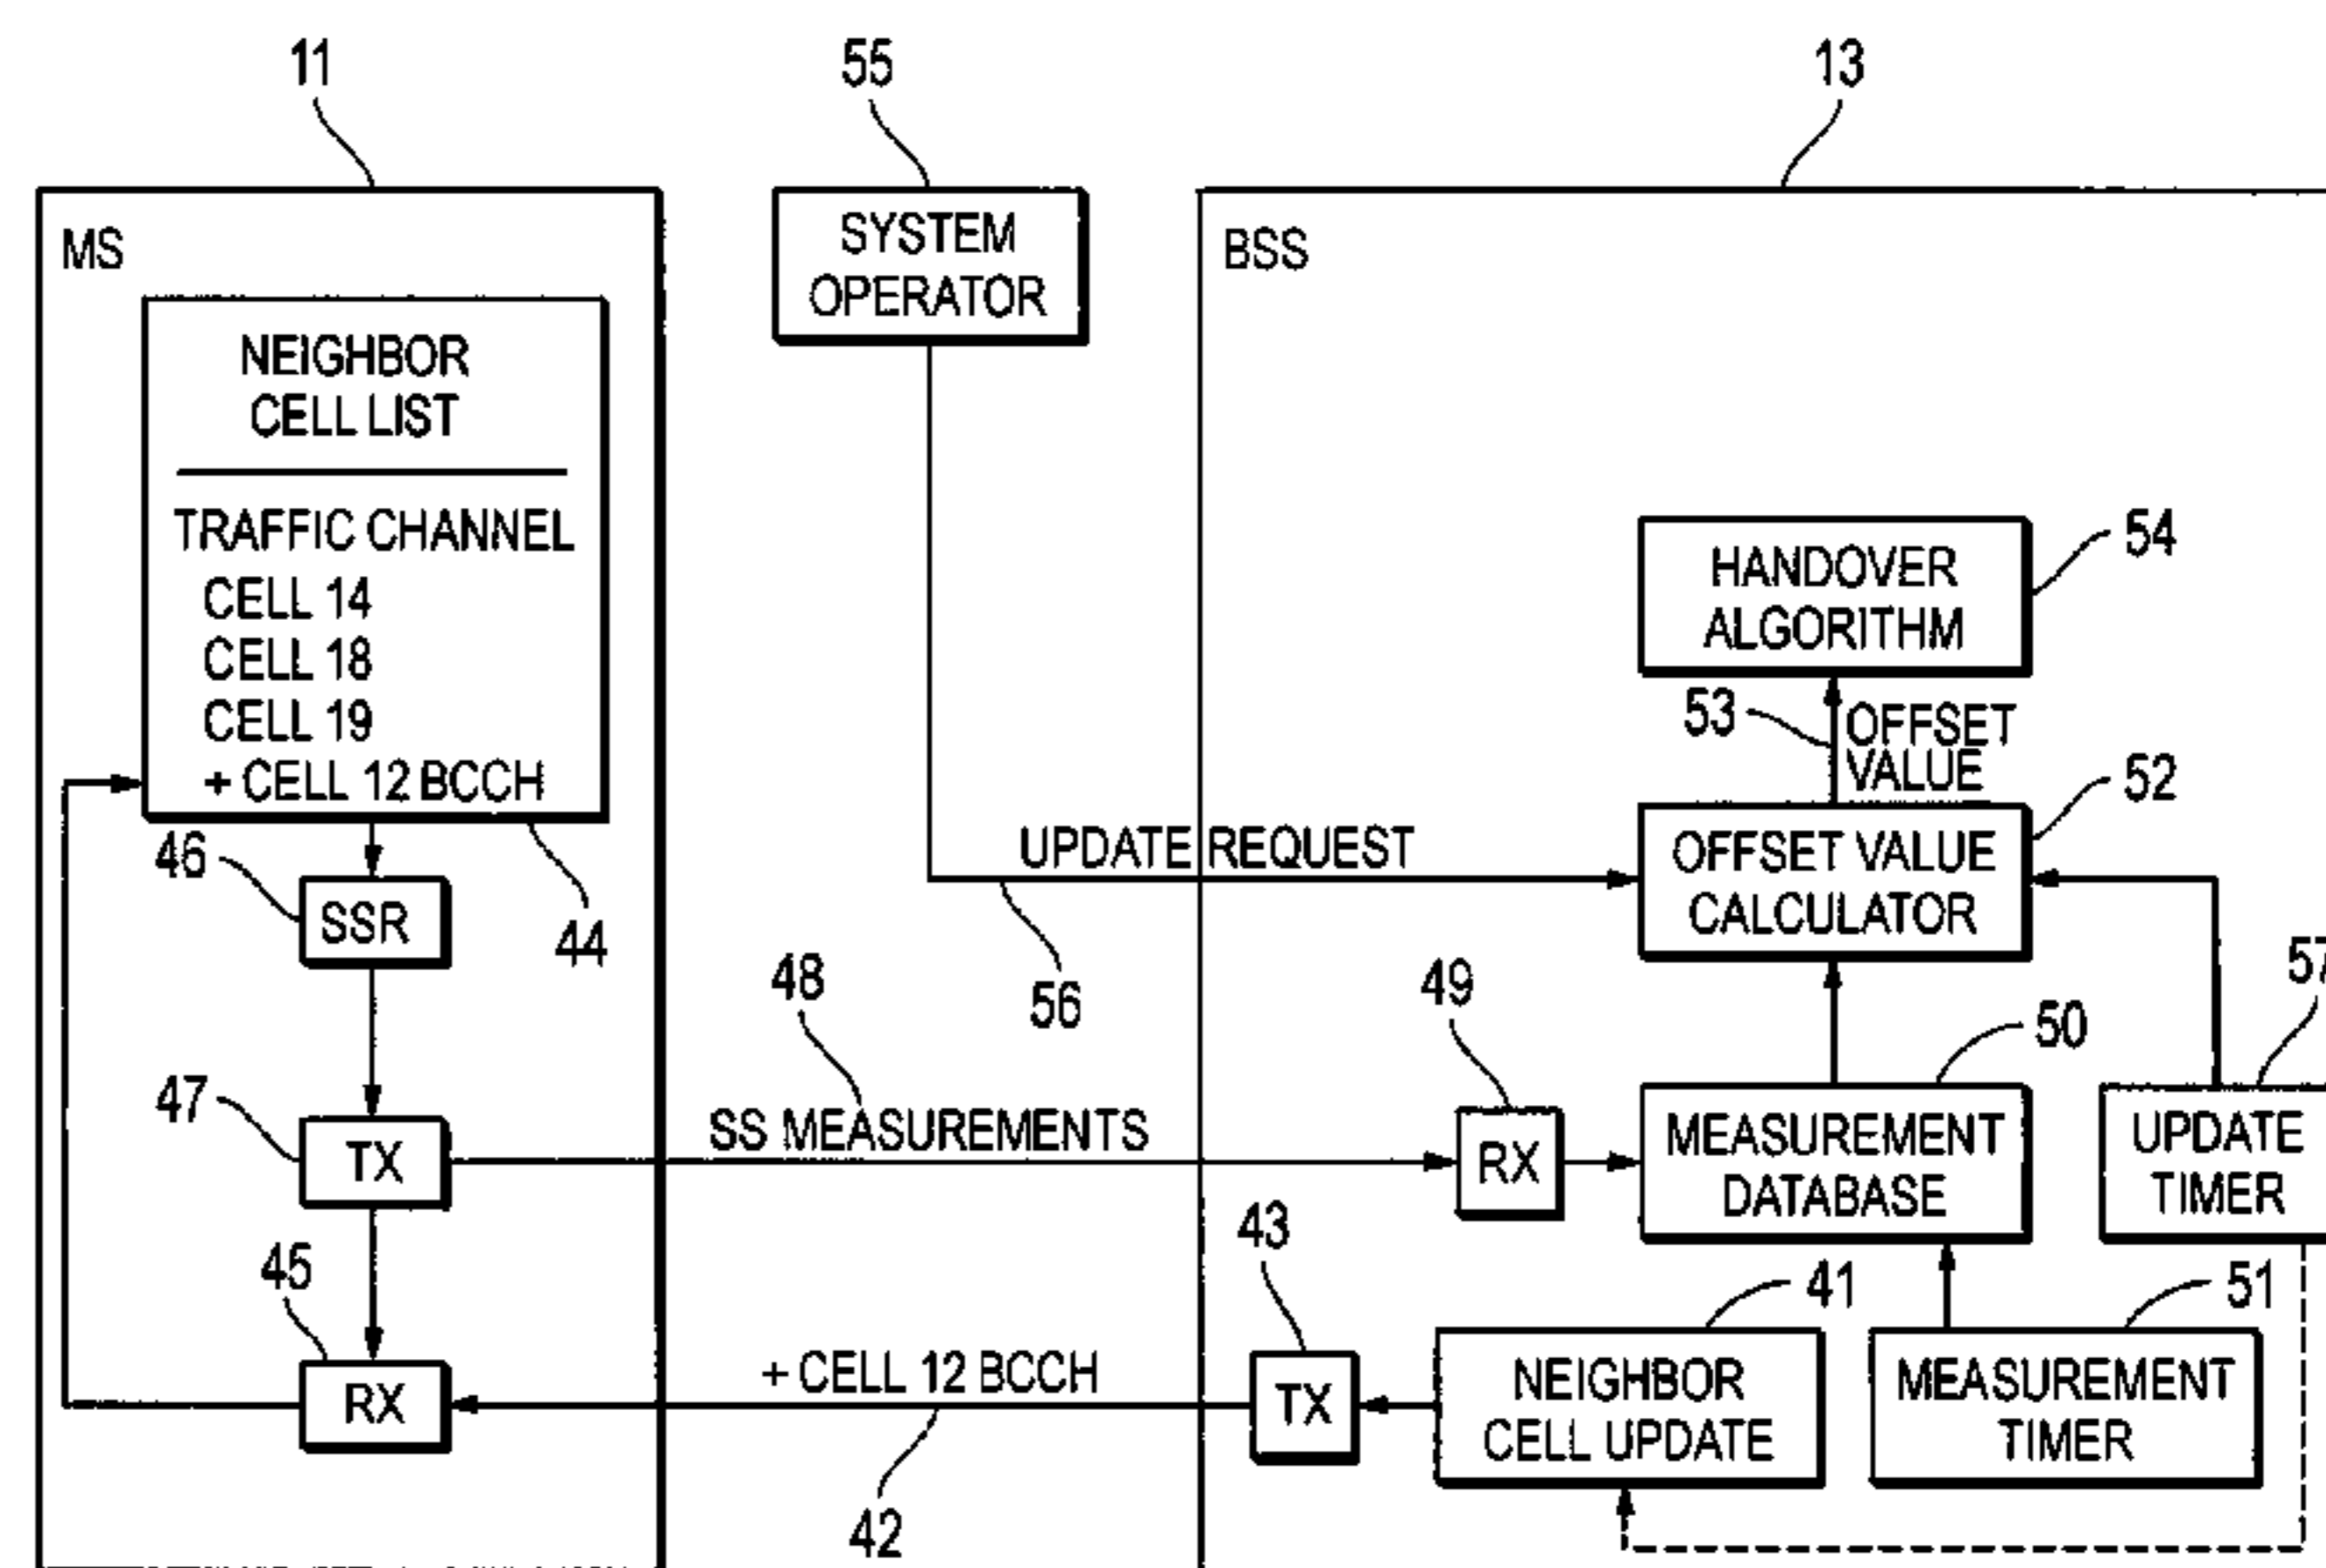 11
55
13
MS
NEIGHBOR
CELL LIST
TRAFFIC CHANNEL
CELL 14
CELL 18
CELL 19
+ CELL 12 BCCH
46
SSR
44
47
TX
45
RX
SYSTEM
OPERATOR
UPDATE REQUEST
56
48
SS MEASUREMENTS
+ CELL 12 BCCH
42
BSS
HANDOVER
ALGORITHM
54
53
OFFSET
VALUE
52
OFFSET VALUE
CALCULATOR
57
49
RX
50
MEASUREMENT
DATABASE
UPDATE
TIMER
43
TX
41
NEIGHBOR
CELL UPDATE
51
MEASUREMENT
TIMER